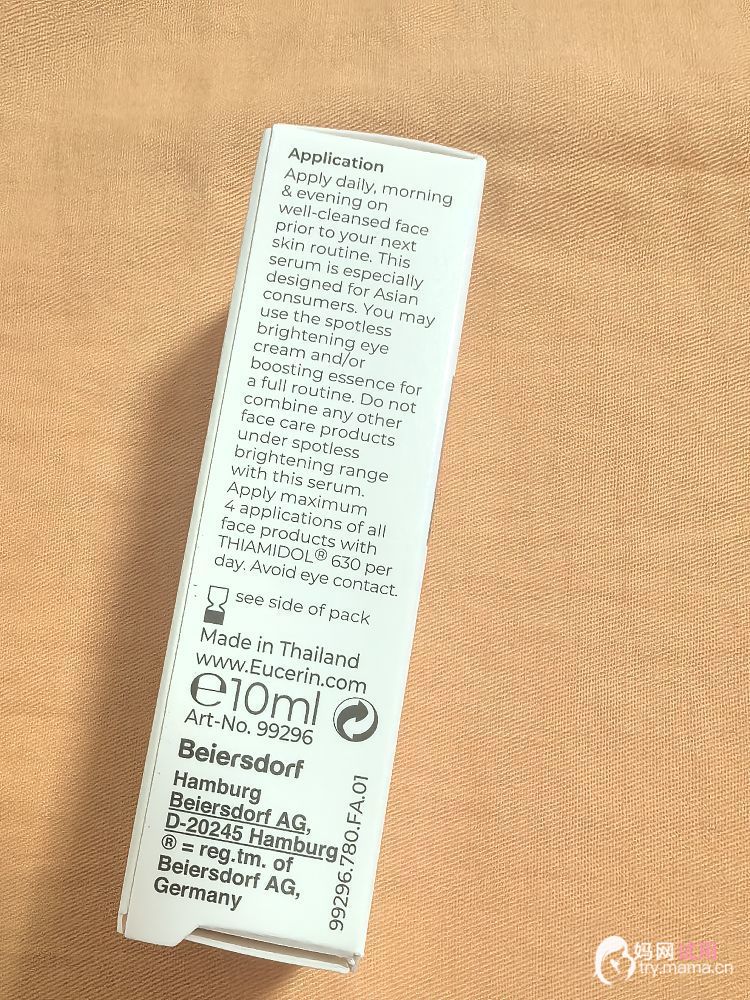 Application
Apply daily, morning
& evening on
well-cleansed face
prior to your next
skin routine. This
serum is especially
designed for Asian
consumers. You may
use the spotless
brightening eye
cream and/or
boosting essence for
a full routine. Do not
combine any other
face care products
under spotless
brightening range
with this serum.
Apply maximum
4 applications of all
face products with
THIAMIDOL® 630 per
day. Avoid eye contact.
see side of pack
Made in Thailand
www.Eucerin.com
℮10ml
Art-No. 99296
Beiersdorf
Hamburg
Beiersdorf AG,
D-20245 Hamburg
® = reg.tm. of
Beiersdorf AG,
Germany
99296.780.FA.01
妈网试用
try.mama.cn